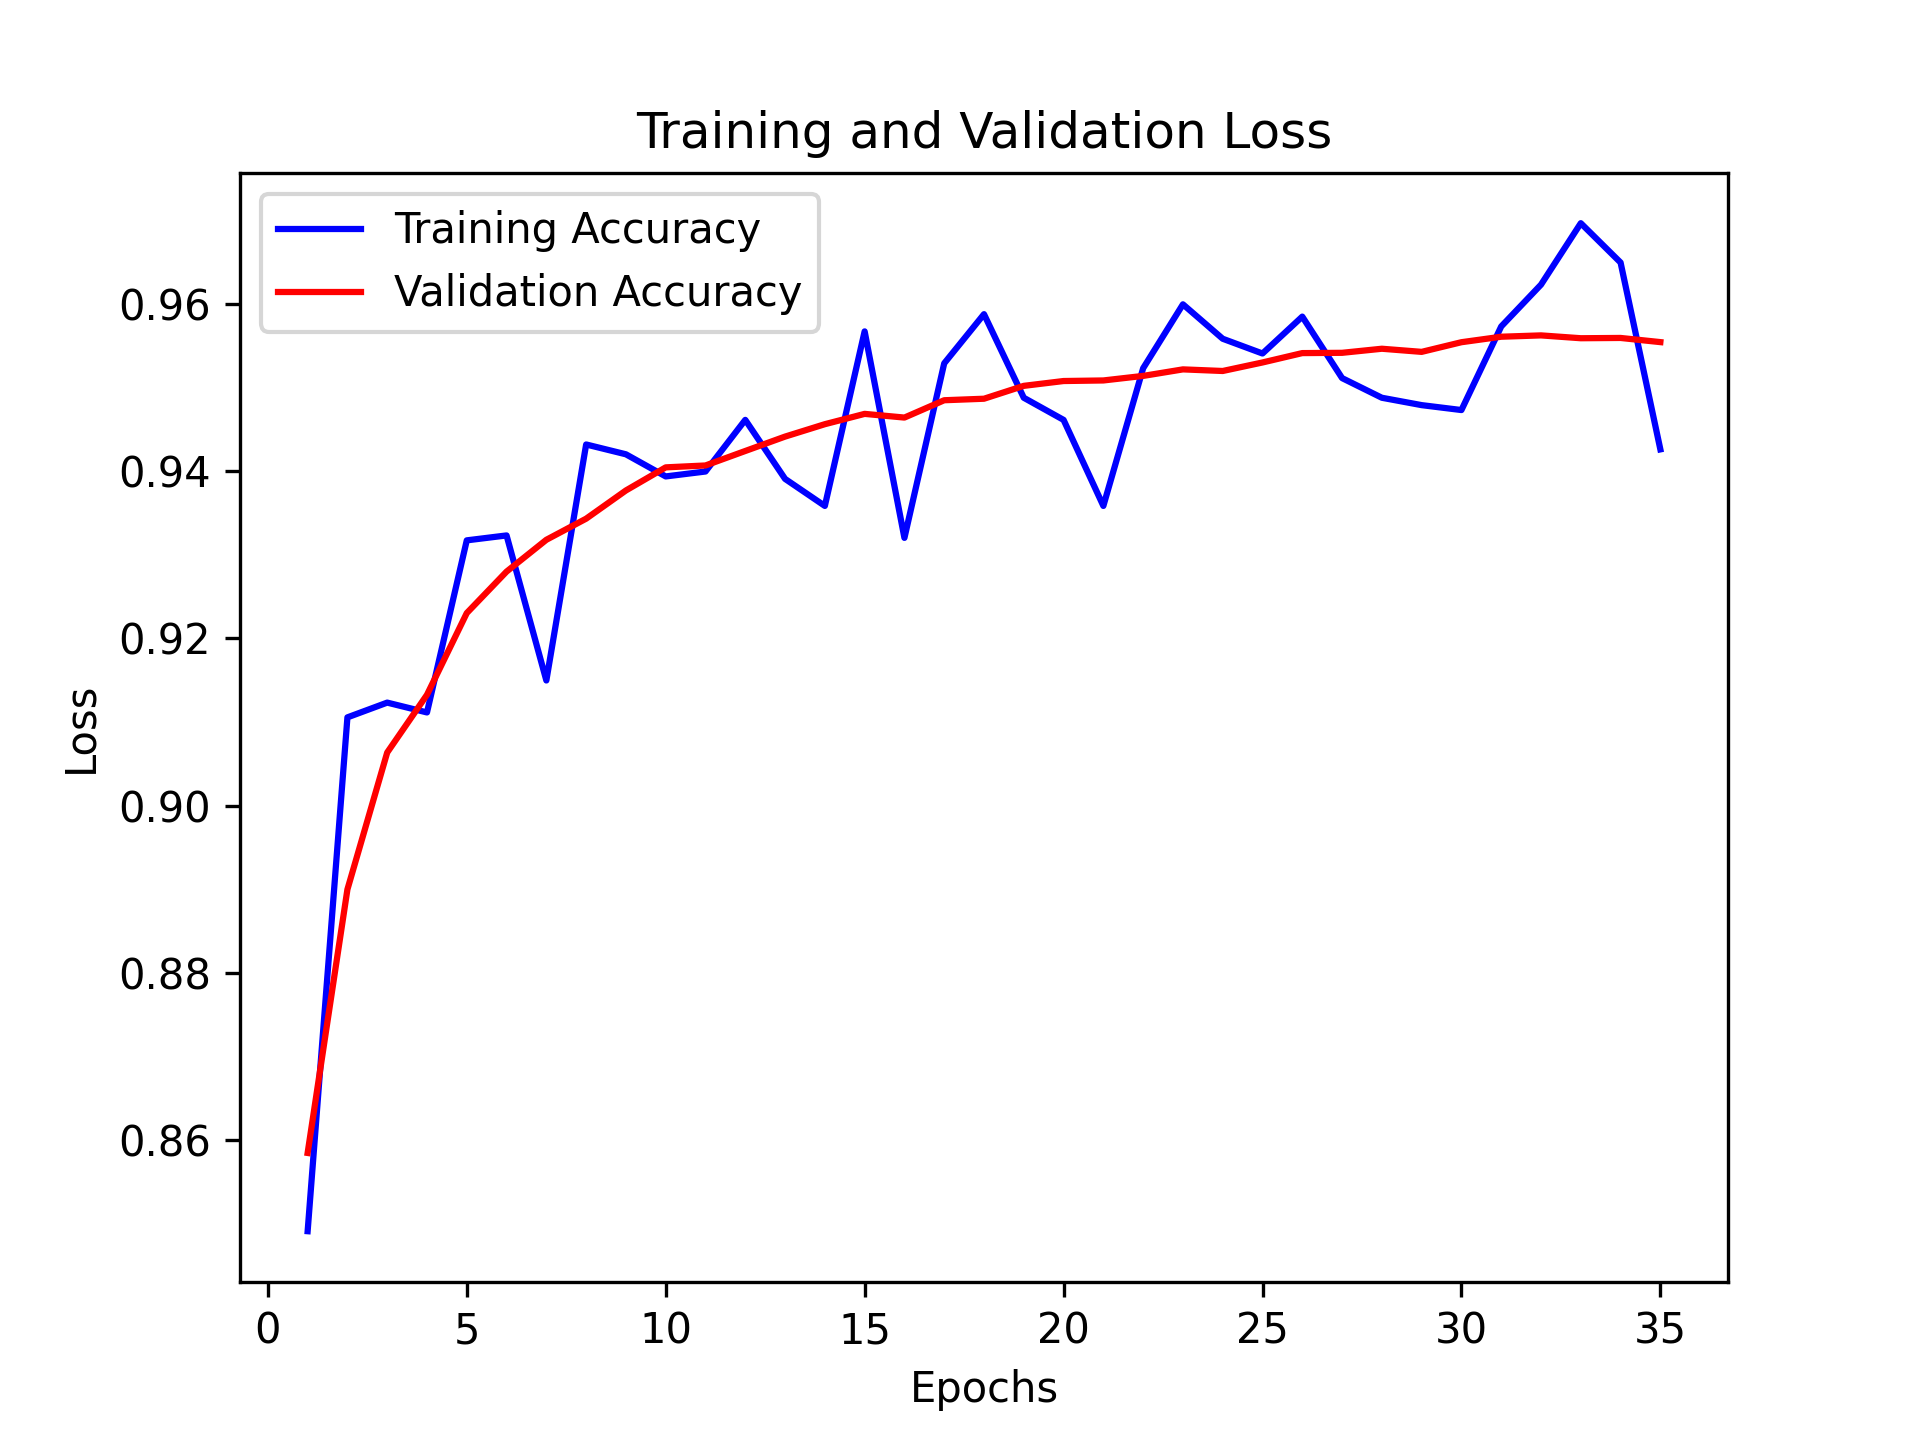 Training and Validation Loss
Training Accuracy
Validation Accuracy
0.96
0.94
0.92
0.90
0.88
0.86
Loss
0 5 10 15 20 25 30 35
Epochs